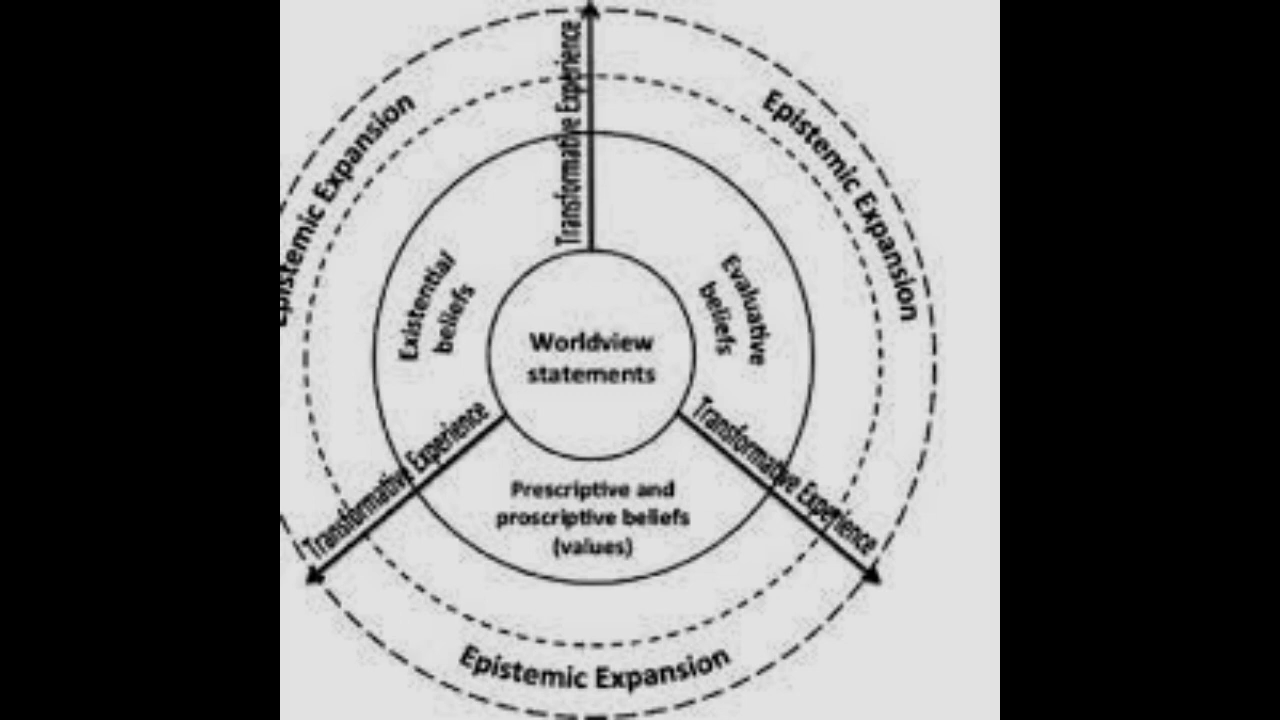 Transformative Experience
Epistemic Expansion
Epistemic Expansion
Existential
beliefs
Evaluative
beliefs
Worldview
statements
Transformative Experience
Transformative Experience
Prescriptive and
proscriptive beliefs
(values)
Epistemic Expansion